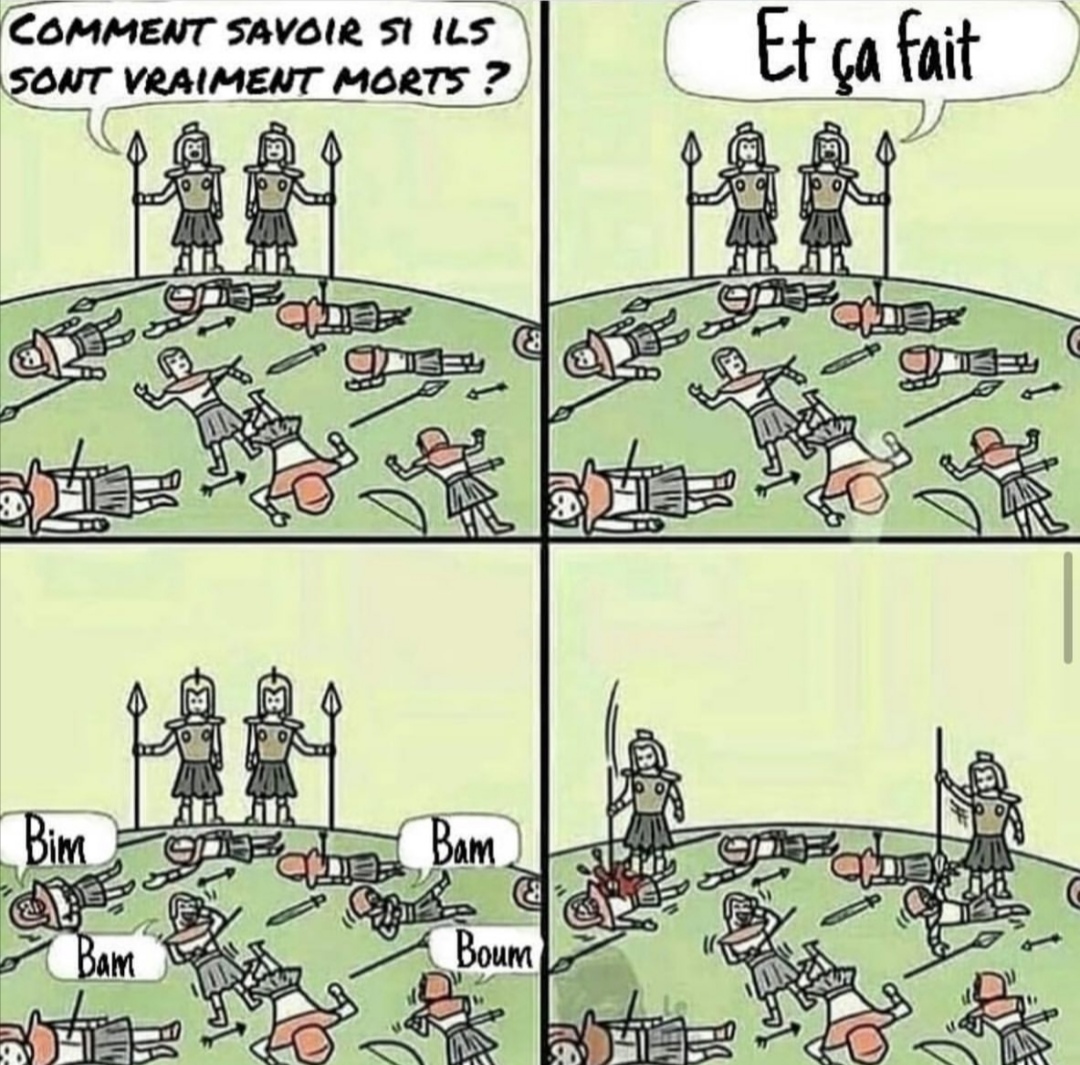 COMMENT SAVOIR SI ILS
SONT VRAIMENT MORTS ?
Et ça fait
Bim
Bam
Bam
Boum